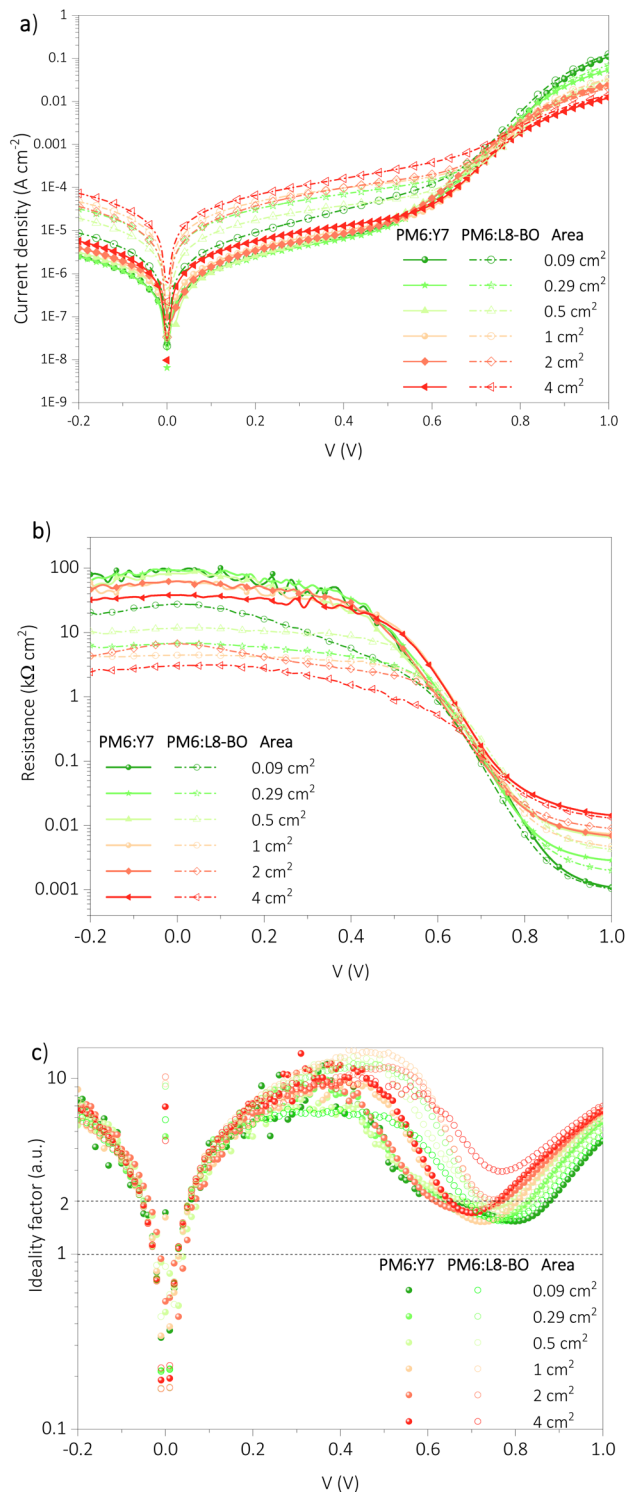 a)
1
0.1
0.01
0.001
1E-4
1E-5
1E-6
1E-7
1E-8
1E-9
Current density (A cm-2)
PM6:Y7 PM6:L8-BO Area
0.09 cm2
0.29 cm2
0.5 cm2
1 cm2
2 cm2
4 cm2
-0.2 0.0 0.2 0.4 0.6 0.8 1.0
V (V)
b)
100
10
1
0.1
0.01
0.001
Resistance (kΩ cm2)
PM6:Y7 PM6:L8-BO Area
0.09 cm2
0.29 cm2
0.5 cm2
1 cm2
2 cm2
4 cm2
-0.2 0.0 0.2 0.4 0.6 0.8 1.0
V (V)
c)
10
2
1
0.1
Ideality factor (a.u.)
PM6:Y7 PM6:L8-BO Area
0.09 cm2
0.29 cm2
0.5 cm2
1 cm2
2 cm2
4 cm2
-0.2 0.0 0.2 0.4 0.6 0.8 1.0
V (V)